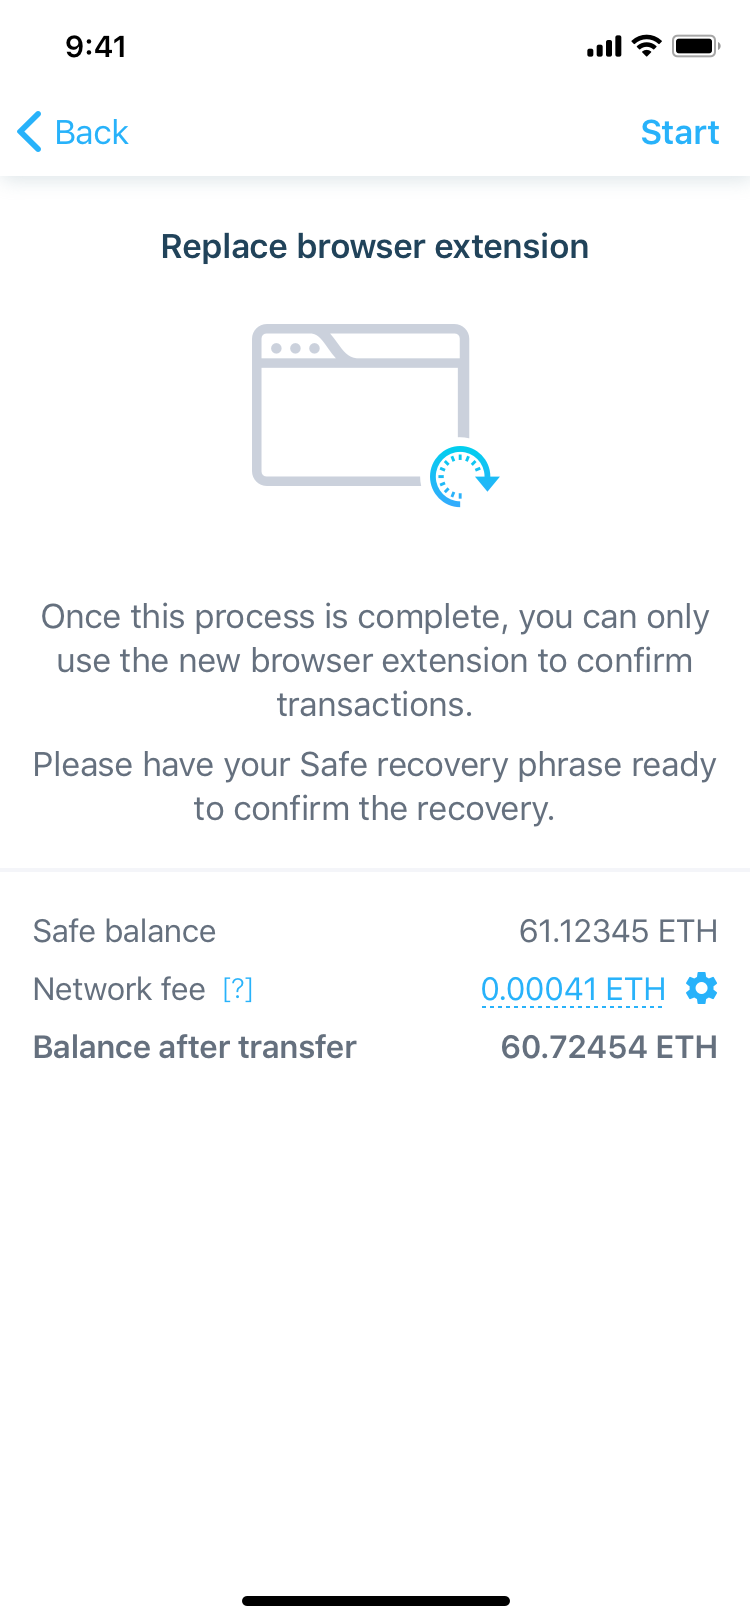 9:41
Back
Start
Replace browser extension
Once this process is complete, you can only
use the new browser extension to confirm
transactions.
Please have your Safe recovery phrase ready
to confirm the recovery.
Safe balance 61.12345 ETH
Network fee [?] 0.00041 ETH
Balance after transfer 60.72454 ETH